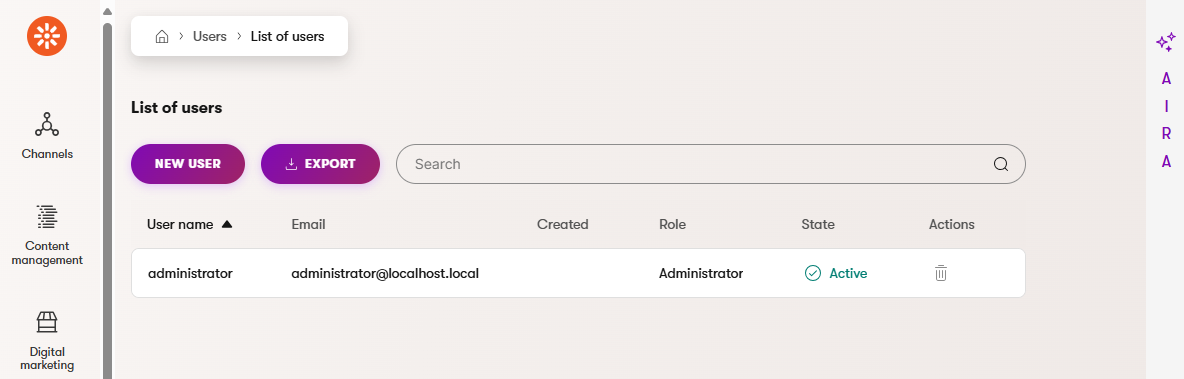 Users
List of users
List of users
NEW USER
EXPORT
Search
User name
Email
Created
Role
State
Actions
administrator
administrator@localhost.local
Administrator
Active
Channels
Content
management
Digital
marketing
A
I
R
A